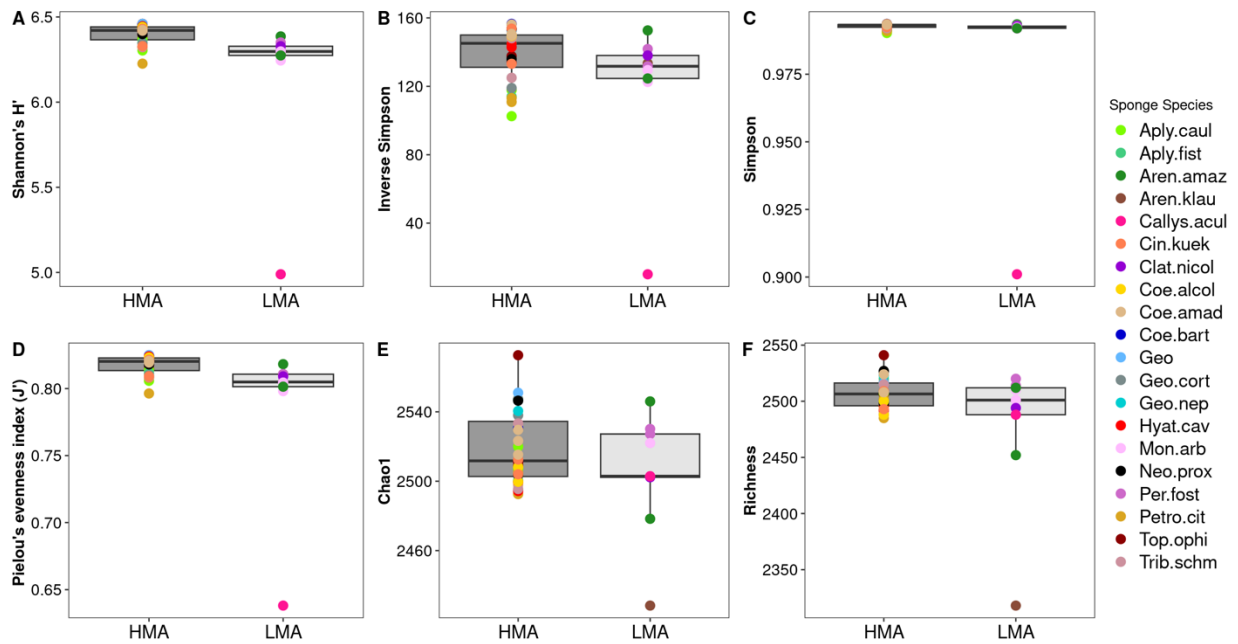 A
Shannon's H'
6.5
6.0
5.5
5.0
HMA
LMA
B
Inverse Simpson
160
120
80
40
HMA
LMA
C
Simpson
0.975
0.950
0.925
0.900
HMA
LMA
D
Pielou's evenness index (J')
0.80
0.75
0.70
0.65
HMA
LMA
E
Chao1
2540
2500
2460
HMA
LMA
F
Richness
2550
2500
2450
2400
2350
HMA
LMA
Sponge Species
Aply.caul
Aply.fist
Aren.amaz
Aren.klau
Callys.acul
Cin.kuek
Clat.nicol
Coe.alcol
Coe.amad
Coe.bart
Geo
Geo.cort
Geo.nep
Hyat.cav
Mon.arb
Neo.prox
Per.fost
Petro.cit
Top.ophi
Trib.schm